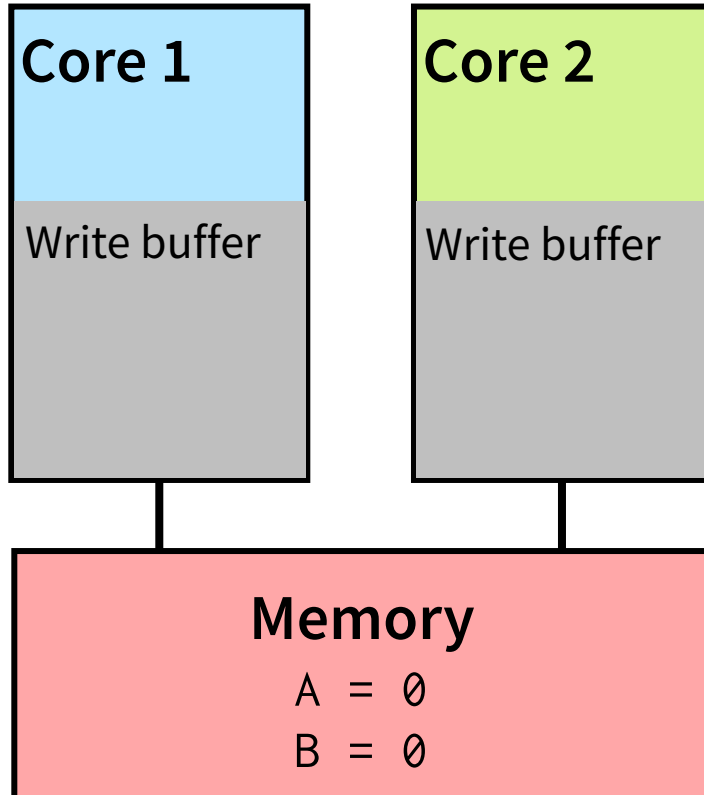 Core 1
Write buffer
Core 2
Write buffer
Memory
A = 0
B = 0